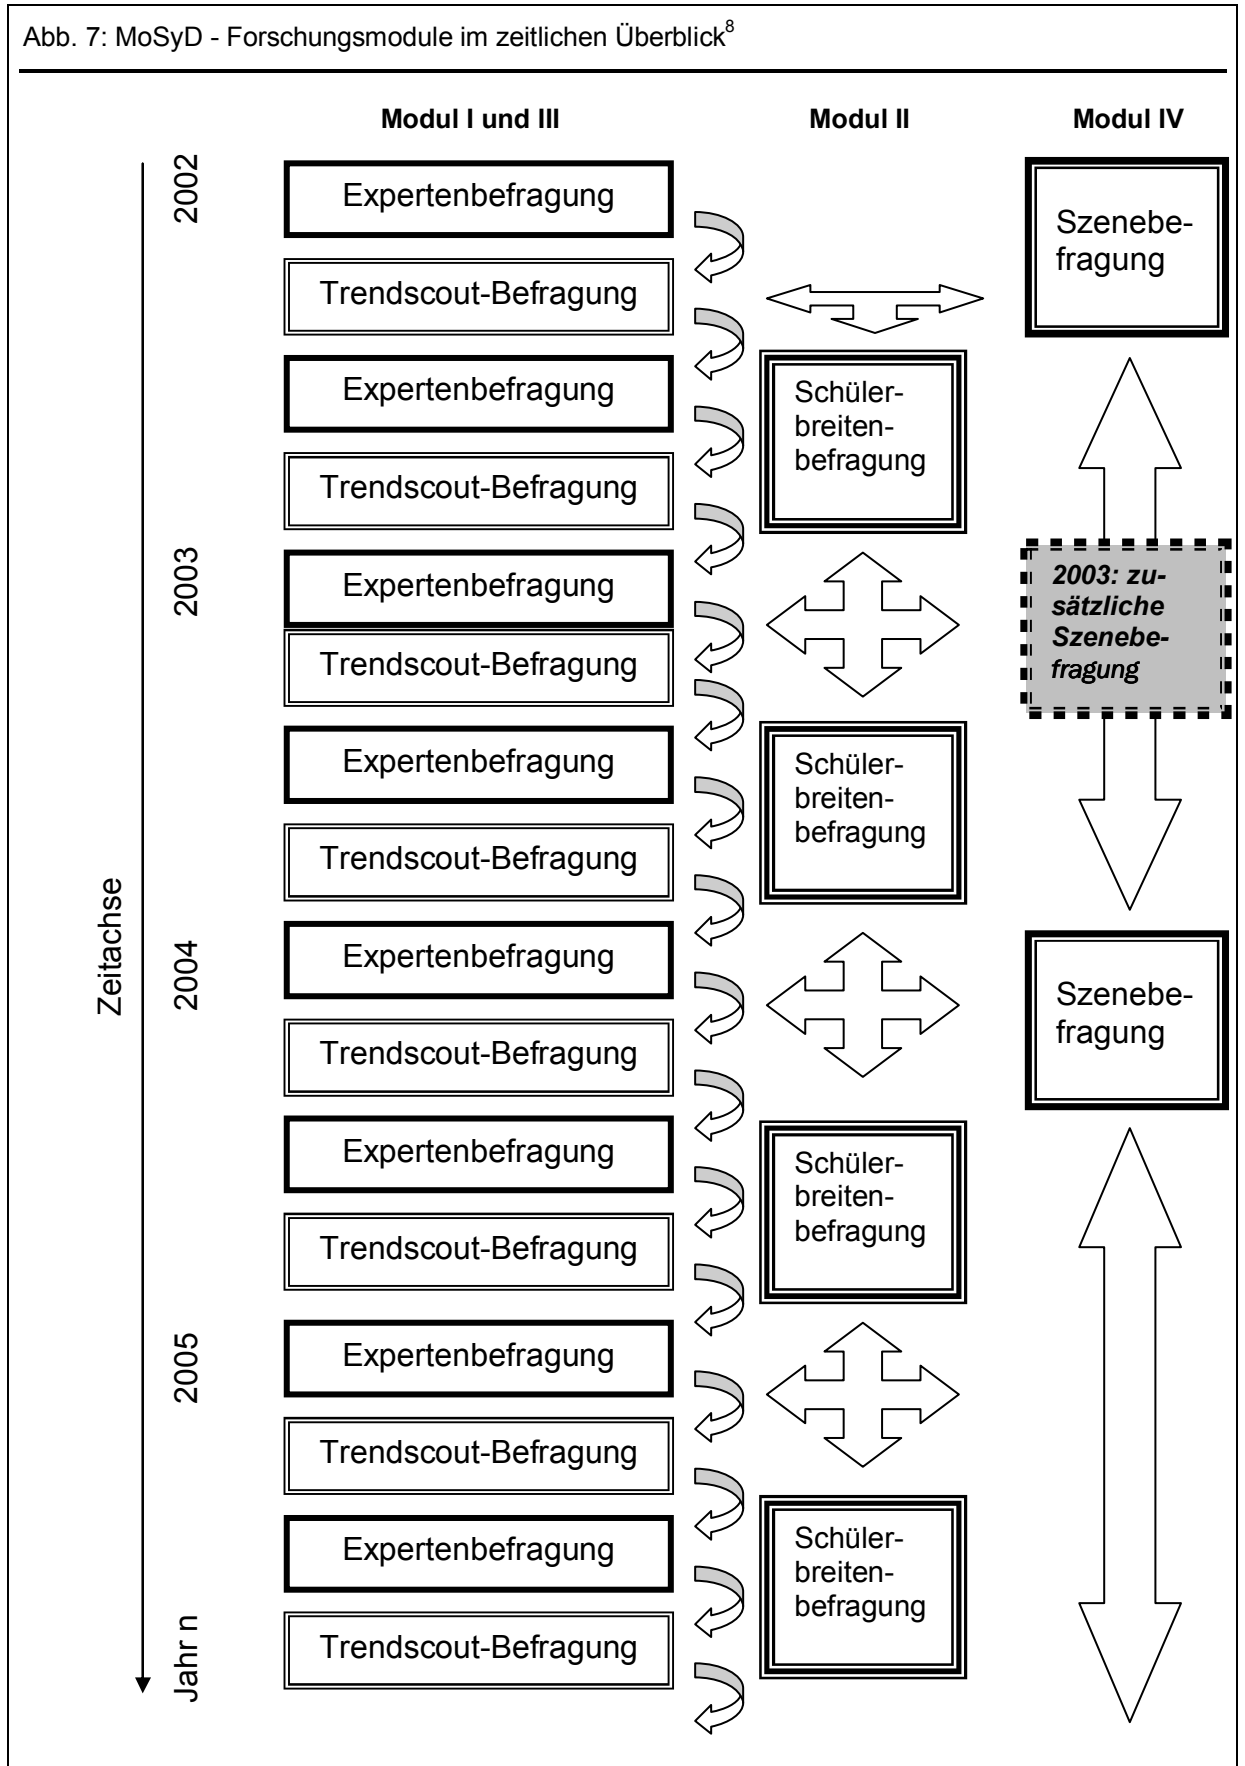 Abb. 7: MoSyD - Forschungsmodule im zeitlichen Überblick8
Modul I und III
Modul II
Modul IV
Zeitachse
2002
2003
2004
2005
Jahr n
Expertenbefragung
Trendscout-Befragung
Expertenbefragung
Trendscout-Befragung
Expertenbefragung
Trendscout-Befragung
Expertenbefragung
Trendscout-Befragung
Expertenbefragung
Trendscout-Befragung
Expertenbefragung
Trendscout-Befragung
Expertenbefragung
Trendscout-Befragung
Expertenbefragung
Trendscout-Befragung
Schüler-
breiten-
befragung
Schüler-
breiten-
befragung
Schüler-
breiten-
befragung
Schüler-
breiten-
befragung
Szenebe-
fragung
2003: zu-
sätzliche
Szenebe-
fragung
Szenebe-
fragung